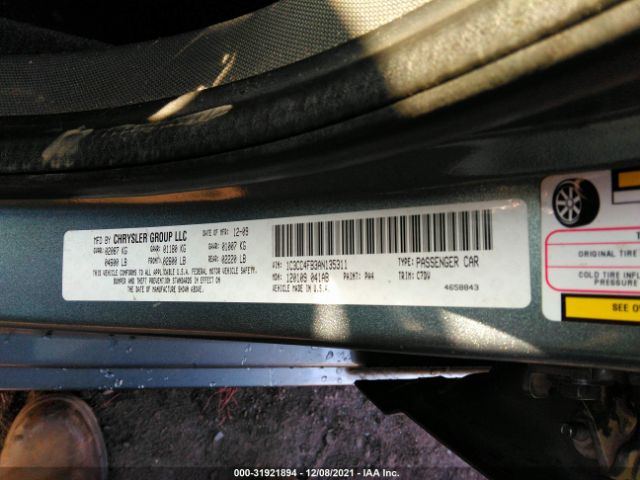 MFD BY CHRYSLER GROUP LLC DATE OF MFR: 12-09
GVWR: 02087 KG GAWR: 01180 KG GAWR: 01007 KG
04600 LB FRONT: 02600 LB REAR: 02220 LB
THIS VEHICLE CONFORMS TO ALL APPLICABLE U.S.A. FEDERAL MOTOR VEHICLE SAFETY,
BUMPER AND THEFT PREVENTION STANDARDS IN EFFECT ON
THE DATE OF MANUFACTURE SHOWN ABOVE.
VIN: 1C3CC4FB3AN135311 TYPE: PASSENGER CAR
MDH: 120109 041AB PAINT: PAA TRIM: C7DV
VEHICLE MADE IN U.S.A. 4658843
ORIGINAL TIRE
COLD TIRE INFL
PRESSURE
SEE
000-31921894 - 12/08/2021 - IAA Inc.